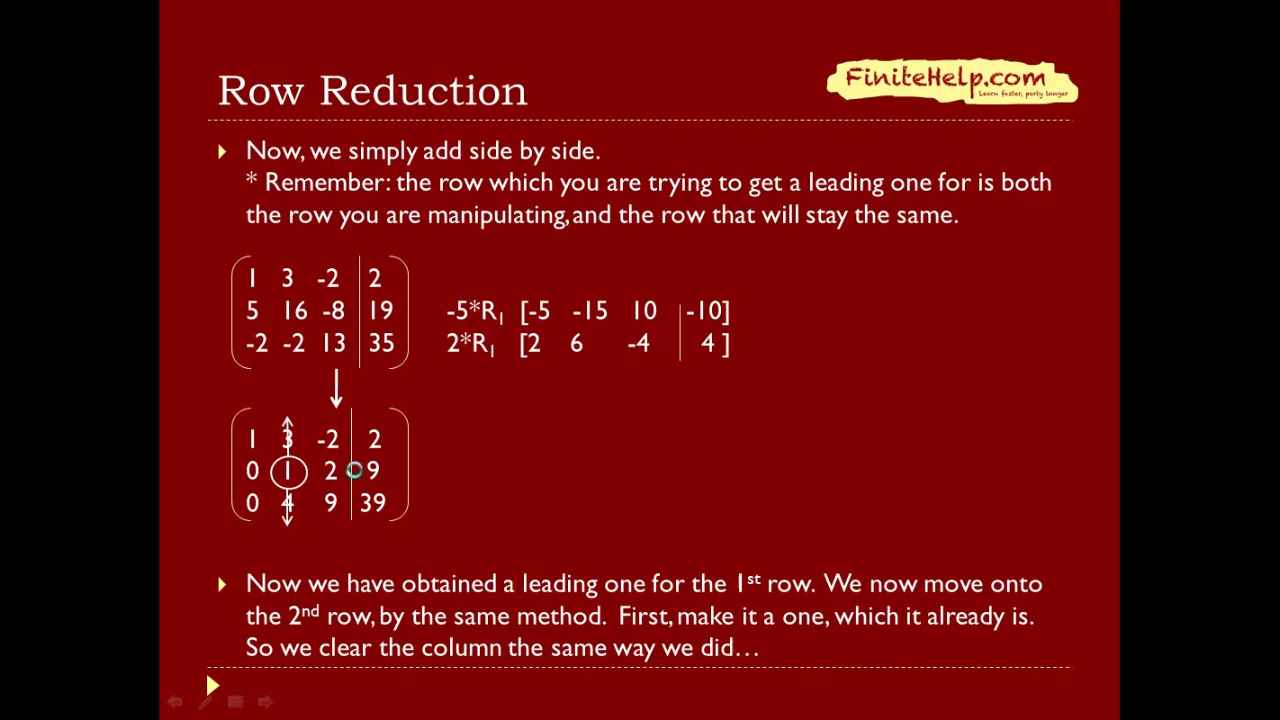 Row Reduction
FiniteHelp.com
Learn faster, party longer
Now, we simply add side by side.
* Remember: the row which you are trying to get a leading one for is both
the row you are manipulating, and the row that will stay the same.
1 3 -2 2
5 16 -8 19 -5*R1 [-5 -15 10 -10]
-2 -2 13 35 2*R1 [2 6 -4 4 ]
1 3 -2 2
0 1 2 9
0 4 9 39
Now we have obtained a leading one for the 1st row. We now move onto
the 2nd row, by the same method. First, make it a one, which it already is.
So we clear the column the same way we did…